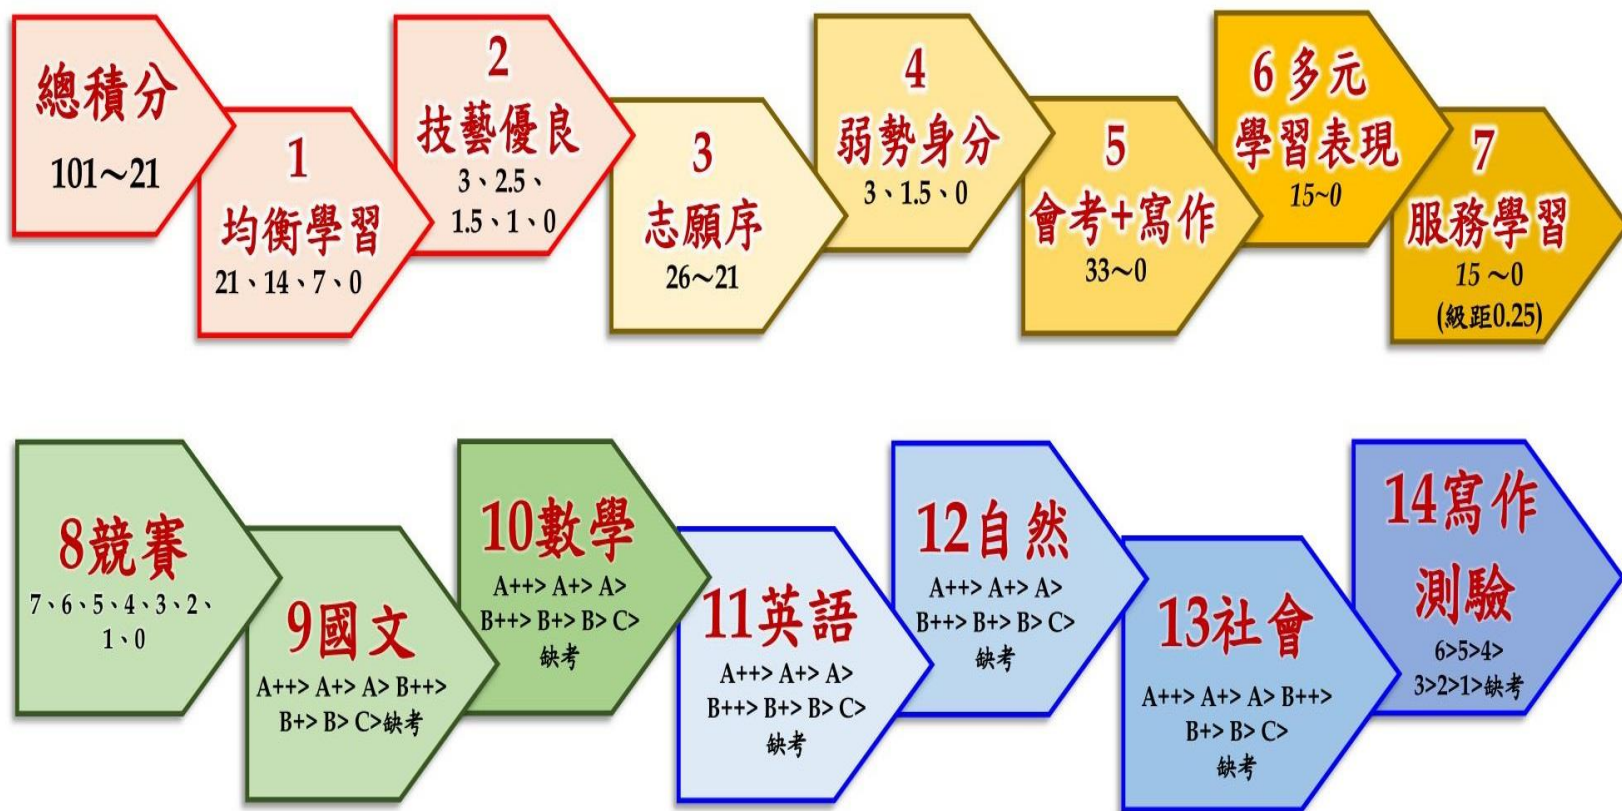 總積分
101～21
1
均衡學習
21、14、7、0
2
技藝優良
3、2.5、
1.5、1、0
3
志願序
26～21
4
弱勢身分
3、1.5、0
5
會考+寫作
33～0
6 多元
學習表現
15~0
7
服務學習
15 ～0
(級距0.25)
8競賽
7、6、5、4、3、2、
1、0
9國文
A++> A+> A> B++>
B+> B> C>缺考
10數學
A++> A+> A>
B++> B+> B> C>
缺考
11英語
A++> A+> A>
B++> B+> B> C>
缺考
12自然
A++> A+> A>
B++> B+> B> C>
缺考
13社會
A++> A+> A> B++>
B+> B> C>
缺考
14寫作
測驗
6>5>4>
3>2>1>缺考